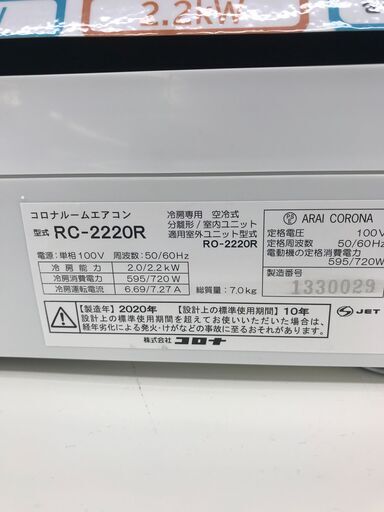 2.2kW
コロナルームエアコン
型式 RC-2220R
冷房専用 空冷式
分離形/室内ユニット
適用室外ユニット型式
RO-2220R
電源:単相100V 周波数:50/60Hz
冷房能力 2.0/2.2kW
冷房消費電力 595/720W
冷房運転電流 6.69/7.27A
総質量:7.0kg
ARAI CORONA
定格電圧 100V
定格周波数 50/60Hz
電動機の定格消費電力
595/720W
製造番号
1330029
【製造年】2020年 【設計上の標準使用期間】10年
設計上の標準使用期間を超えてお使いいただいた場合は、
経年劣化による発火・けがなどの事故に至るおそれがあります。
JET
株式会社 コロナ